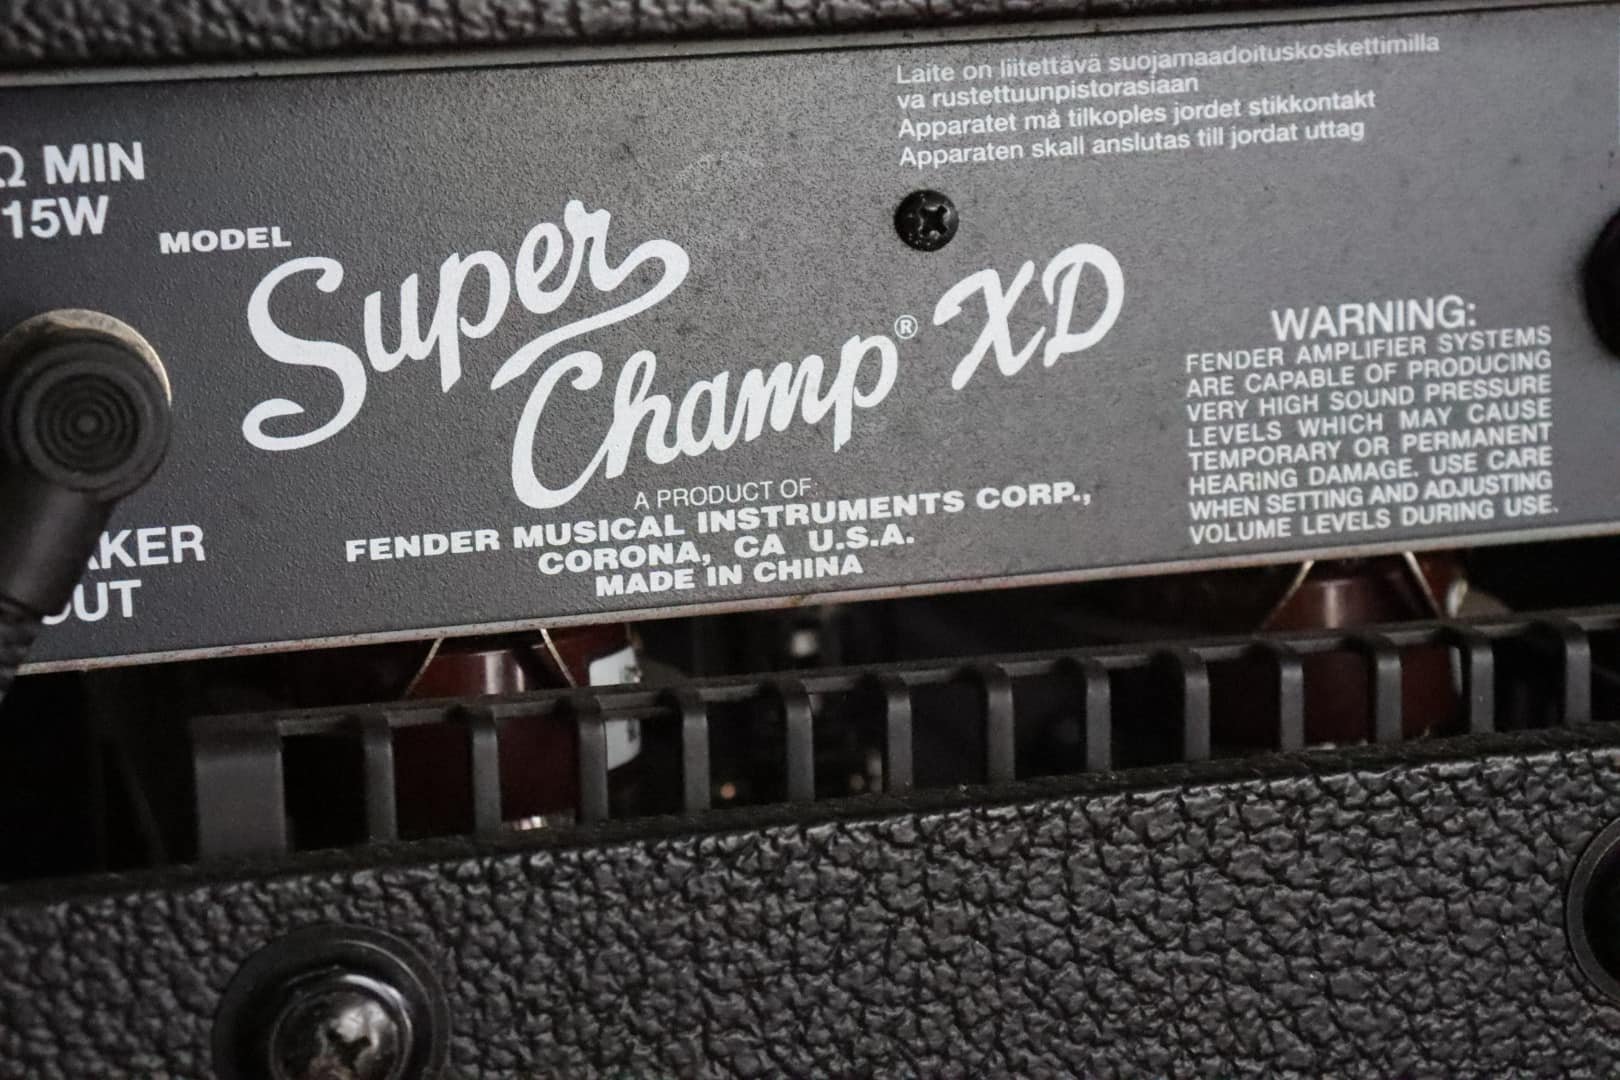 Laite on liitettävä suojamaadoituskoskettimilla
va rustettuunpistorasiaan
Apparatet må tilkoples jordet stikkontakt
Apparaten skall anslutas till jordat uttag
Ω MIN
15W
MODEL
Super
Champ® XD
A PRODUCT OF
FENDER MUSICAL INSTRUMENTS CORP.,
CORONA, CA U.S.A.
MADE IN CHINA
WARNING:
FENDER AMPLIFIER SYSTEMS
ARE CAPABLE OF PRODUCING
VERY HIGH SOUND PRESSURE
LEVELS WHICH MAY CAUSE
TEMPORARY OR PERMANENT
HEARING DAMAGE. USE CARE
WHEN SETTING AND ADJUSTING
VOLUME LEVELS DURING USE.